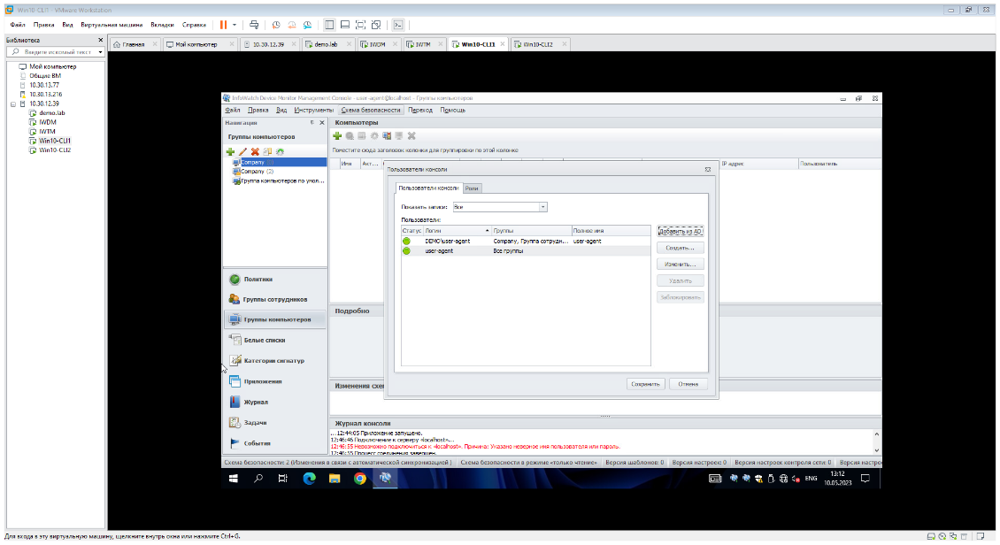 Win10-CLI1 - VMware Workstation
Файл Правка Вид Виртуальная машина Вкладки Справка
Библиотека
Введите искомый текст
Главная
Мой компьютер
10.30.12.39
demo.lab
IWDM
IWTM
Win10-CLI1
Win10-CLI2
Мой компьютер
Общие ВМ
10.30.13.77
10.30.13.216
10.30.12.39
demo.lab
IWDM
IWTM
Win10-CLI1
Win10-CLI2
InfoWatch Device Monitor Management Console - user-agent@localhost - Группы компьютеров
Файл Правка Вид Инструменты Схема безопасности Переход Помощь
Навигация
Группы компьютеров
Company
Company (2)
Группа компьютеров по умол...
Политики
Группы сотрудников
Группы компьютеров
Белые списки
Категории сигнатур
Приложения
Журнал
Задачи
События
Компьютеры
Поместите сюда заголовок колонки для группировки по этой колонке
Имя Акт... IP адрес Пользователь
Пользователи консоли
Пользователи консоли Роли
Показать записи: Все
Пользователи:
Статус Логин Группы Полное имя
DEMO\user-agent Company, Группа сотрудн... user-agent
user-agent Все группы
Добавить из AD
Создать...
Изменить...
Удалить
Заблокировать
Сохранить Отмена
Подробно
Изменения схе
Журнал консоли
...12:44:05 Приложение запущено.
12:46:46 Подключение к серверу «localhost»...
12:46:55 Невозможно подключиться к «localhost». Причина: Указано неверное имя пользователя или пароль.
12:46:55 Процесс соединения завершен.
Схема безопасности: 2 (Изменения в связи с автоматической синхронизацией ) Схема безопасности в режиме «только чтение» Версия шаблонов: 0 Версия настроек: 0 Версия настроек контроля сети: 0 Версия настро
ENG
13:12
10.05.2023
Для входа в эту виртуальную машину, щелкните внутрь окна или нажмите Ctrl+G.